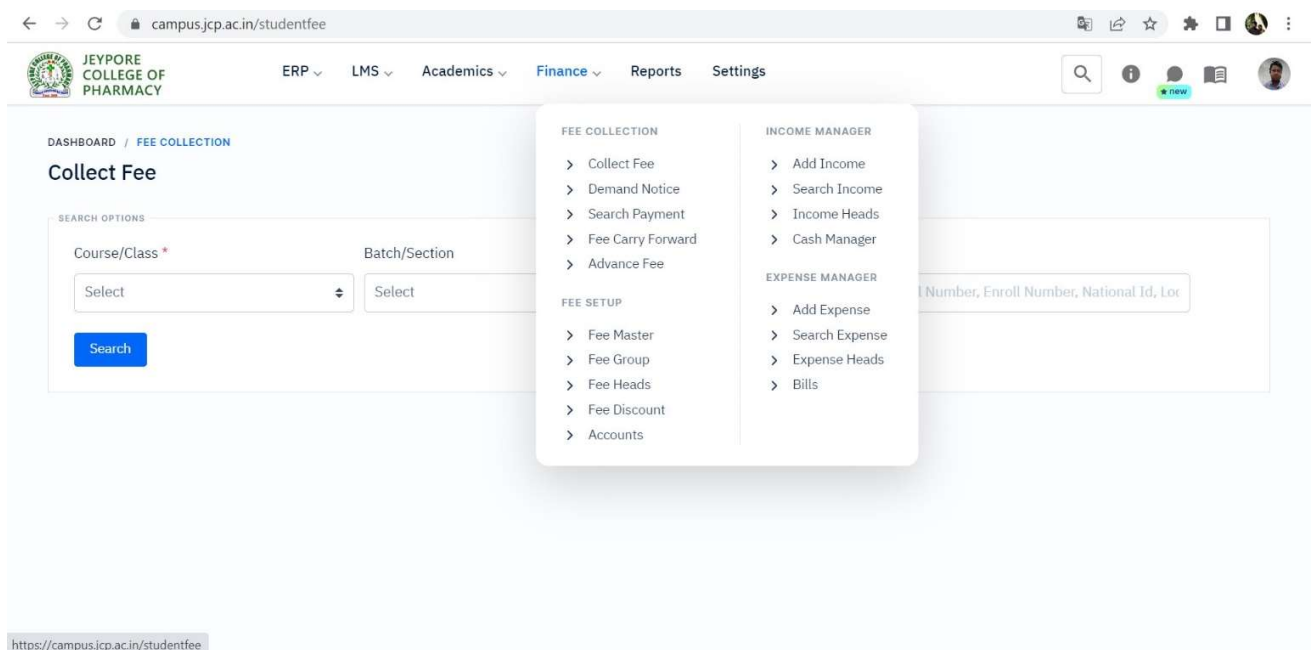 campus.jcp.ac.in/studentfee
JEYPORE
COLLEGE OF
PHARMACY
ERP LMS Academics Finance Reports Settings
new
DASHBOARD / FEE COLLECTION
Collect Fee
SEARCH OPTIONS
Course/Class *
Batch/Section
Select
Select
l Number, Enroll Number, National Id, Loc
Search
FEE COLLECTION
Collect Fee
Demand Notice
Search Payment
Fee Carry Forward
Advance Fee
FEE SETUP
Fee Master
Fee Group
Fee Heads
Fee Discount
Accounts
INCOME MANAGER
Add Income
Search Income
Income Heads
Cash Manager
EXPENSE MANAGER
Add Expense
Search Expense
Expense Heads
Bills
https://campus.jcp.ac.in/studentfee